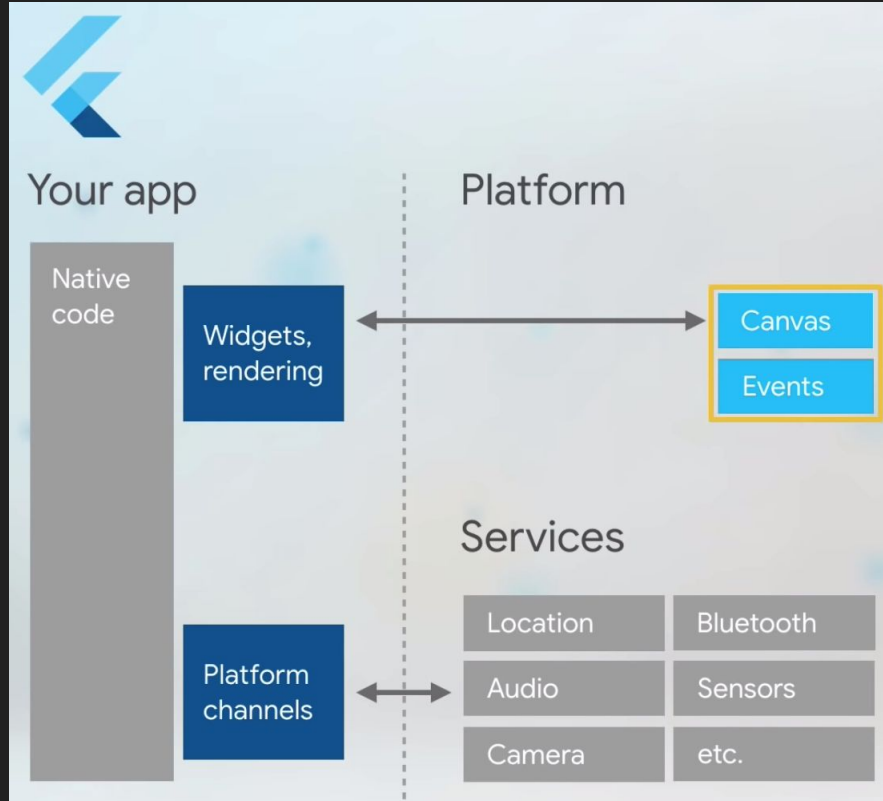 Your app
Platform
Native
code
Widgets,
rendering
Canvas
Events
Services
Platform
channels
Location
Bluetooth
Audio
Sensors
Camera
etc.